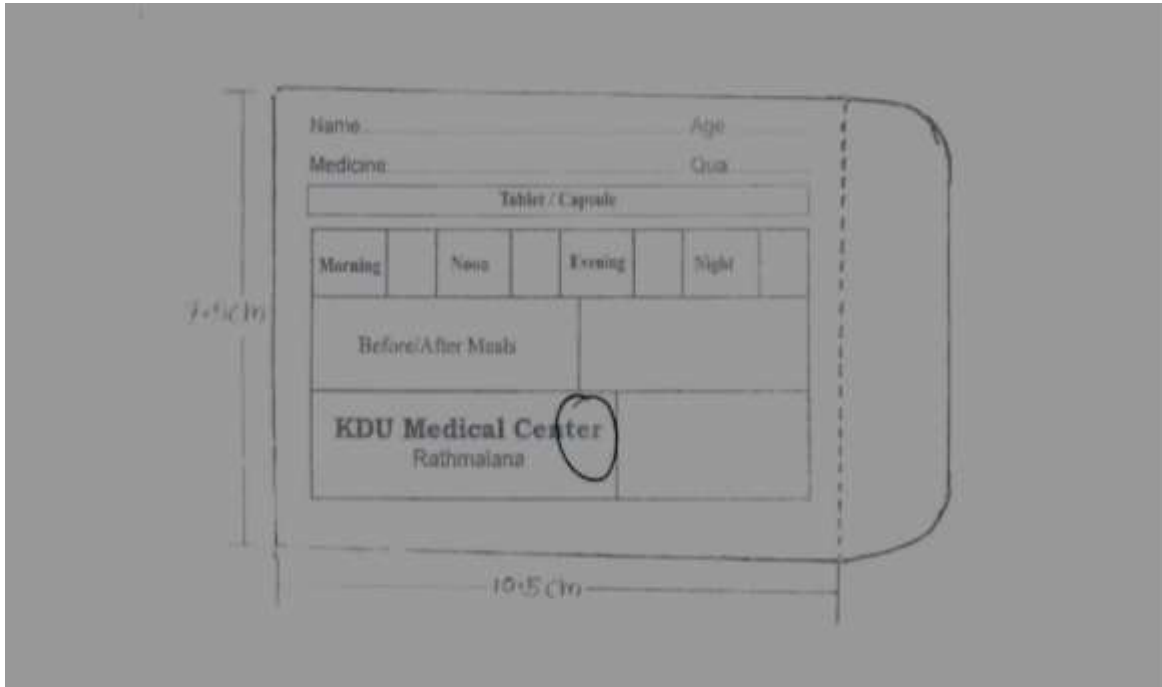 Name ........ Age ........
Medicine ........ Qua ........
Tablet / Capsule
Morning Noon Evening Night
7.5cm
Before/After Meals
KDU Medical Center
Rathmalana
10.5 cm